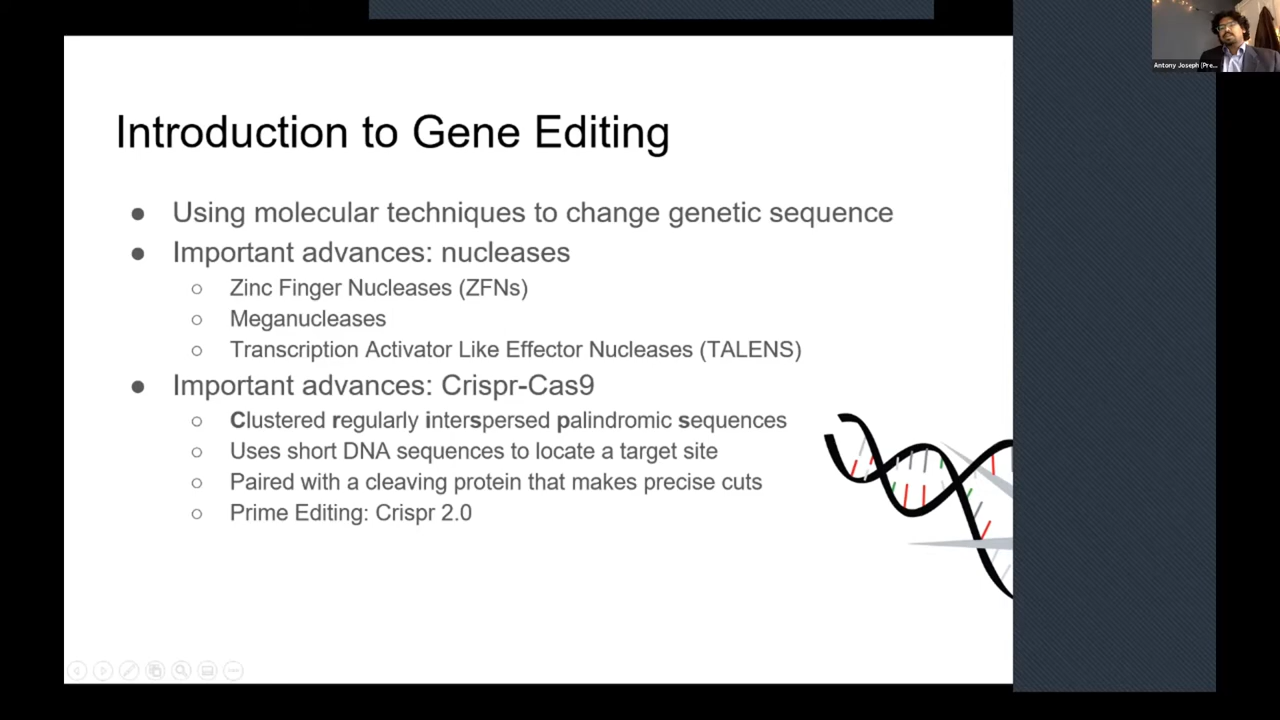 Antony Joseph (Pre...
Introduction to Gene Editing
● Using molecular techniques to change genetic sequence
● Important advances: nucleases
○ Zinc Finger Nucleases (ZFNs)
○ Meganucleases
○ Transcription Activator Like Effector Nucleases (TALENS)
● Important advances: Crispr-Cas9
○ Clustered regularly interspersed palindromic sequences
○ Uses short DNA sequences to locate a target site
○ Paired with a cleaving protein that makes precise cuts
○ Prime Editing: Crispr 2.0